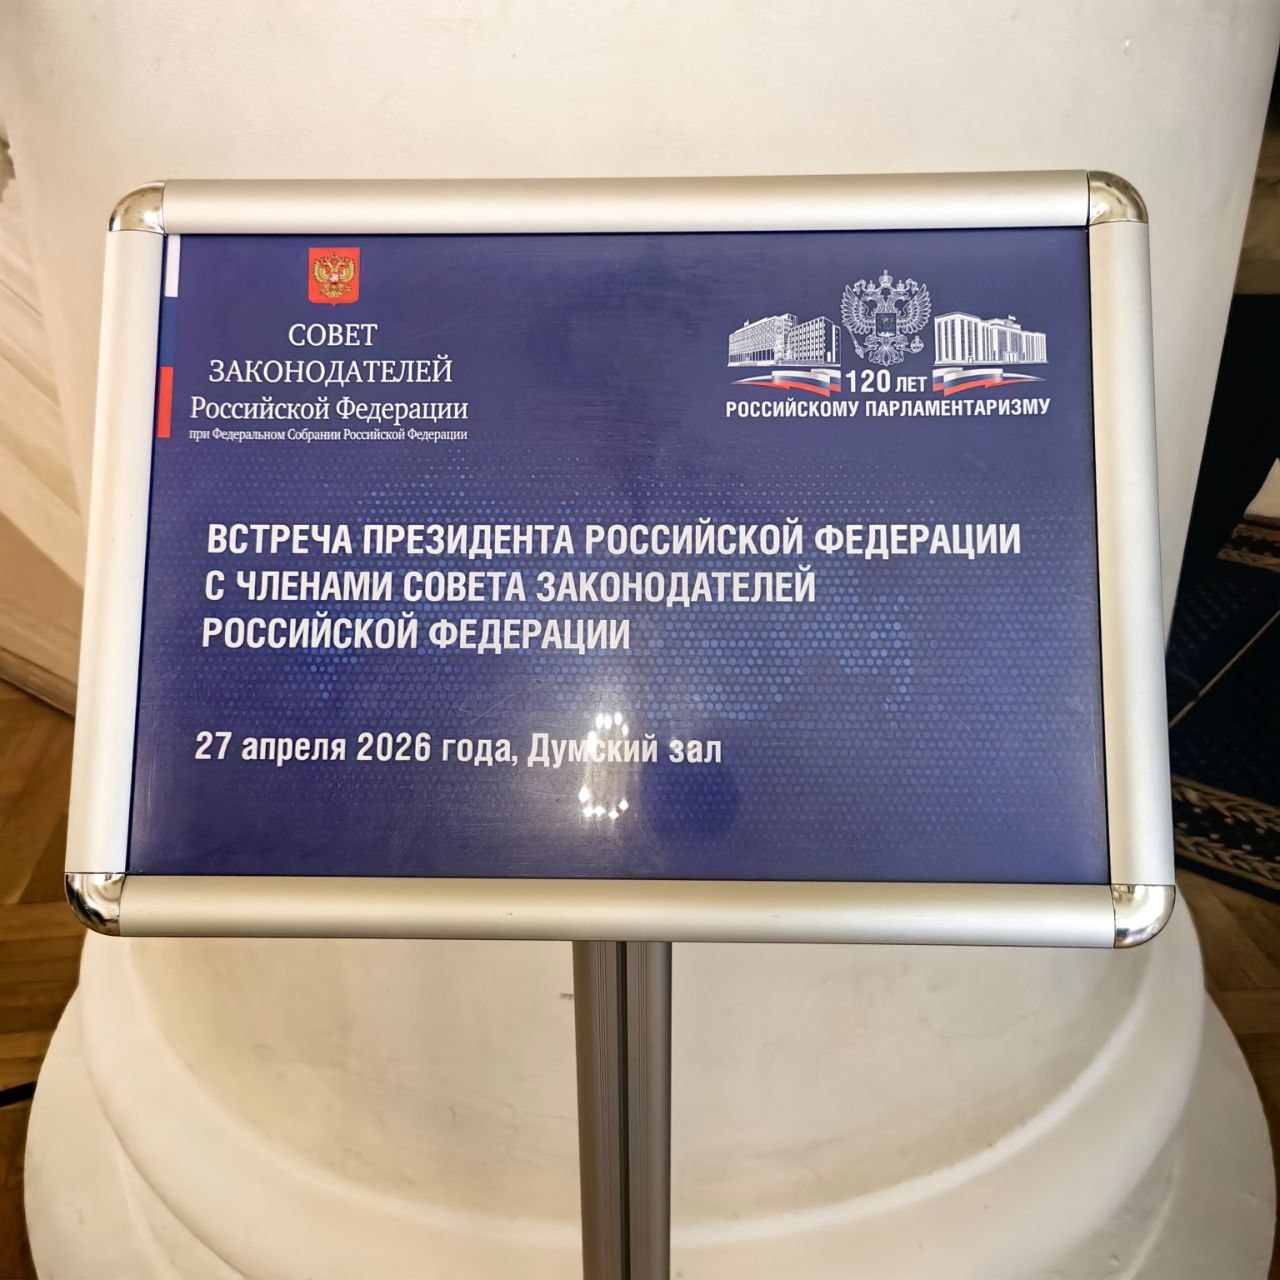 СОВЕТ
ЗАКОНОДАТЕЛЕЙ
Российской Федерации
при Федеральном Собрании Российской Федерации
120 ЛЕТ
РОССИЙСКОМУ ПАРЛАМЕНТАРИЗМУ
ВСТРЕЧА ПРЕЗИДЕНТА РОССИЙСКОЙ ФЕДЕРАЦИИ
С ЧЛЕНАМИ СОВЕТА ЗАКОНОДАТЕЛЕЙ
РОССИЙСКОЙ ФЕДЕРАЦИИ
27 апреля 2026 года, Думский зал